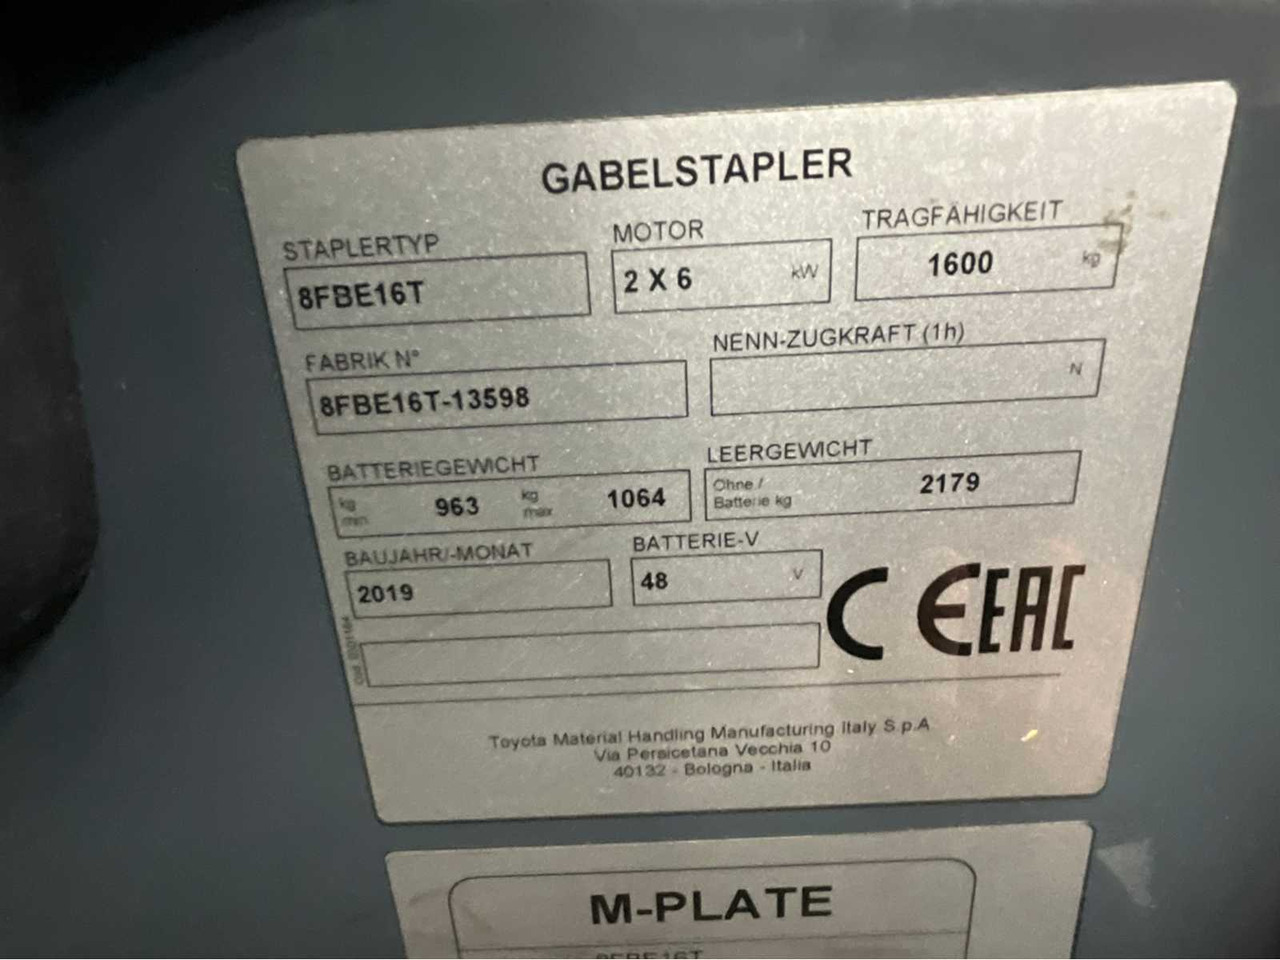 GABELSTAPLER
STAPLERTYP
8FBE16T
MOTOR
2 X 6 kW
TRAGFÄHIGKEIT
1600 kg
FABRIK N°
8FBE16T-13598
NENN-ZUGKRAFT (1h)
N
BATTERIEGEWICHT
kg min 963 kg max 1064
LEERGEWICHT
Ohne / Batterie kg 2179
BAUJAHR/-MONAT
2019
BATTERIE-V
48 V
CE EAC
Toyota Material Handling Manufacturing Italy S.p.A
Via Persicetana Vecchia 10
40132 - Bologna - Italia
M-PLATE
8FBE16T